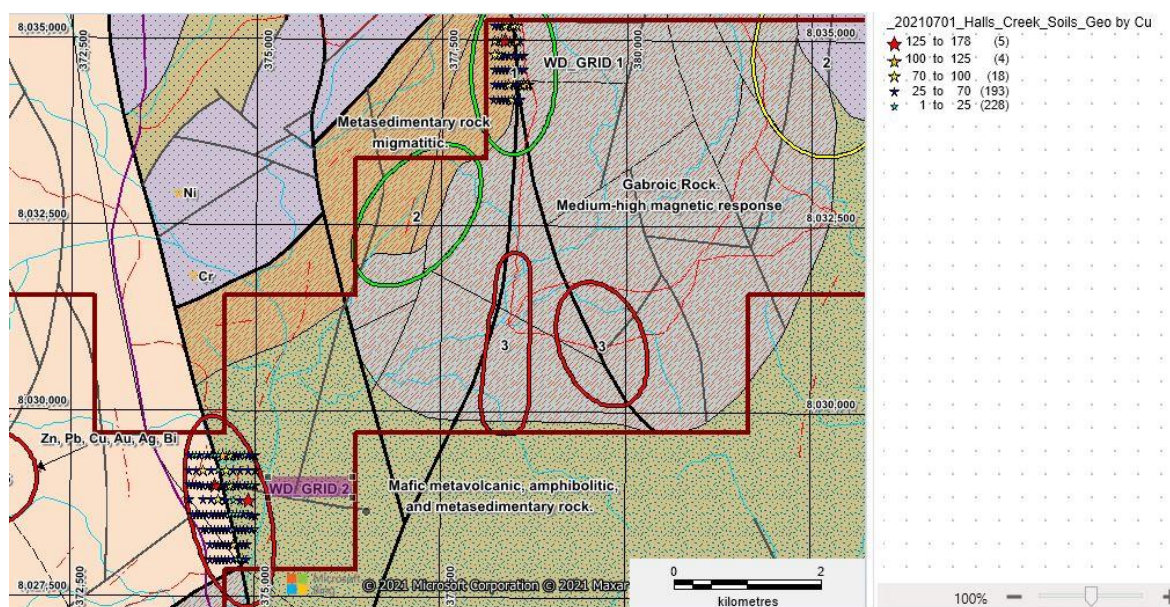 _20210701_Halls_Creek_Soils_Geo by Cu
125 to 178 (5)
100 to 125 (4)
70 to 100 (18)
25 to 70 (193)
1 to 25 (228)
8,035,000
372,500
375,000
377,500
380,000
8,035,000
1
WD_GRID 1
2
Metasedimentary rock
migmatitic.
Ni
2
Gabroic Rock.
Medium-high magnetic response
8,032,500
8,032,500
Cr
3
3
8,030,000
8,030,000
Zn, Pb, Cu, Au, Ag, Bi
WD/ GRID 2
Mafic metavolcanic, amphibolitic,
and metasedimentary rock.
8,027,500
372,500
375,000
Microsoft
Bing
© 2021 Microsoft Corporation © 2021 Maxar
0 2
kilometres
100%